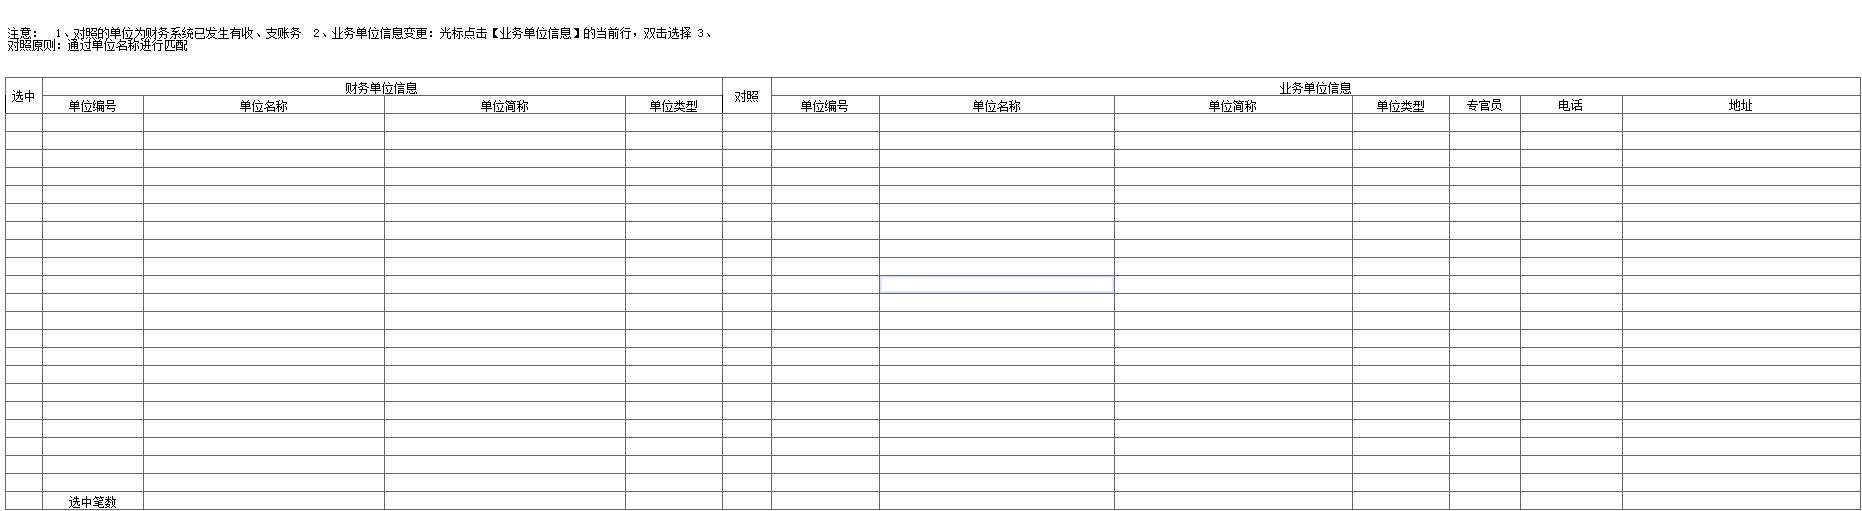 注意： 1、对照的单位为财务系统已发生有收、支账务 2、业务单位信息变更：光标点击【业务单位信息】的当前行，双击选择 3、
对照原则：通过单位名称进行匹配
选中 财务单位信息 对照 业务单位信息
单位编号 单位名称 单位简称 单位类型 单位编号 单位名称 单位简称 单位类型 专官员 电话 地址
选中笔数